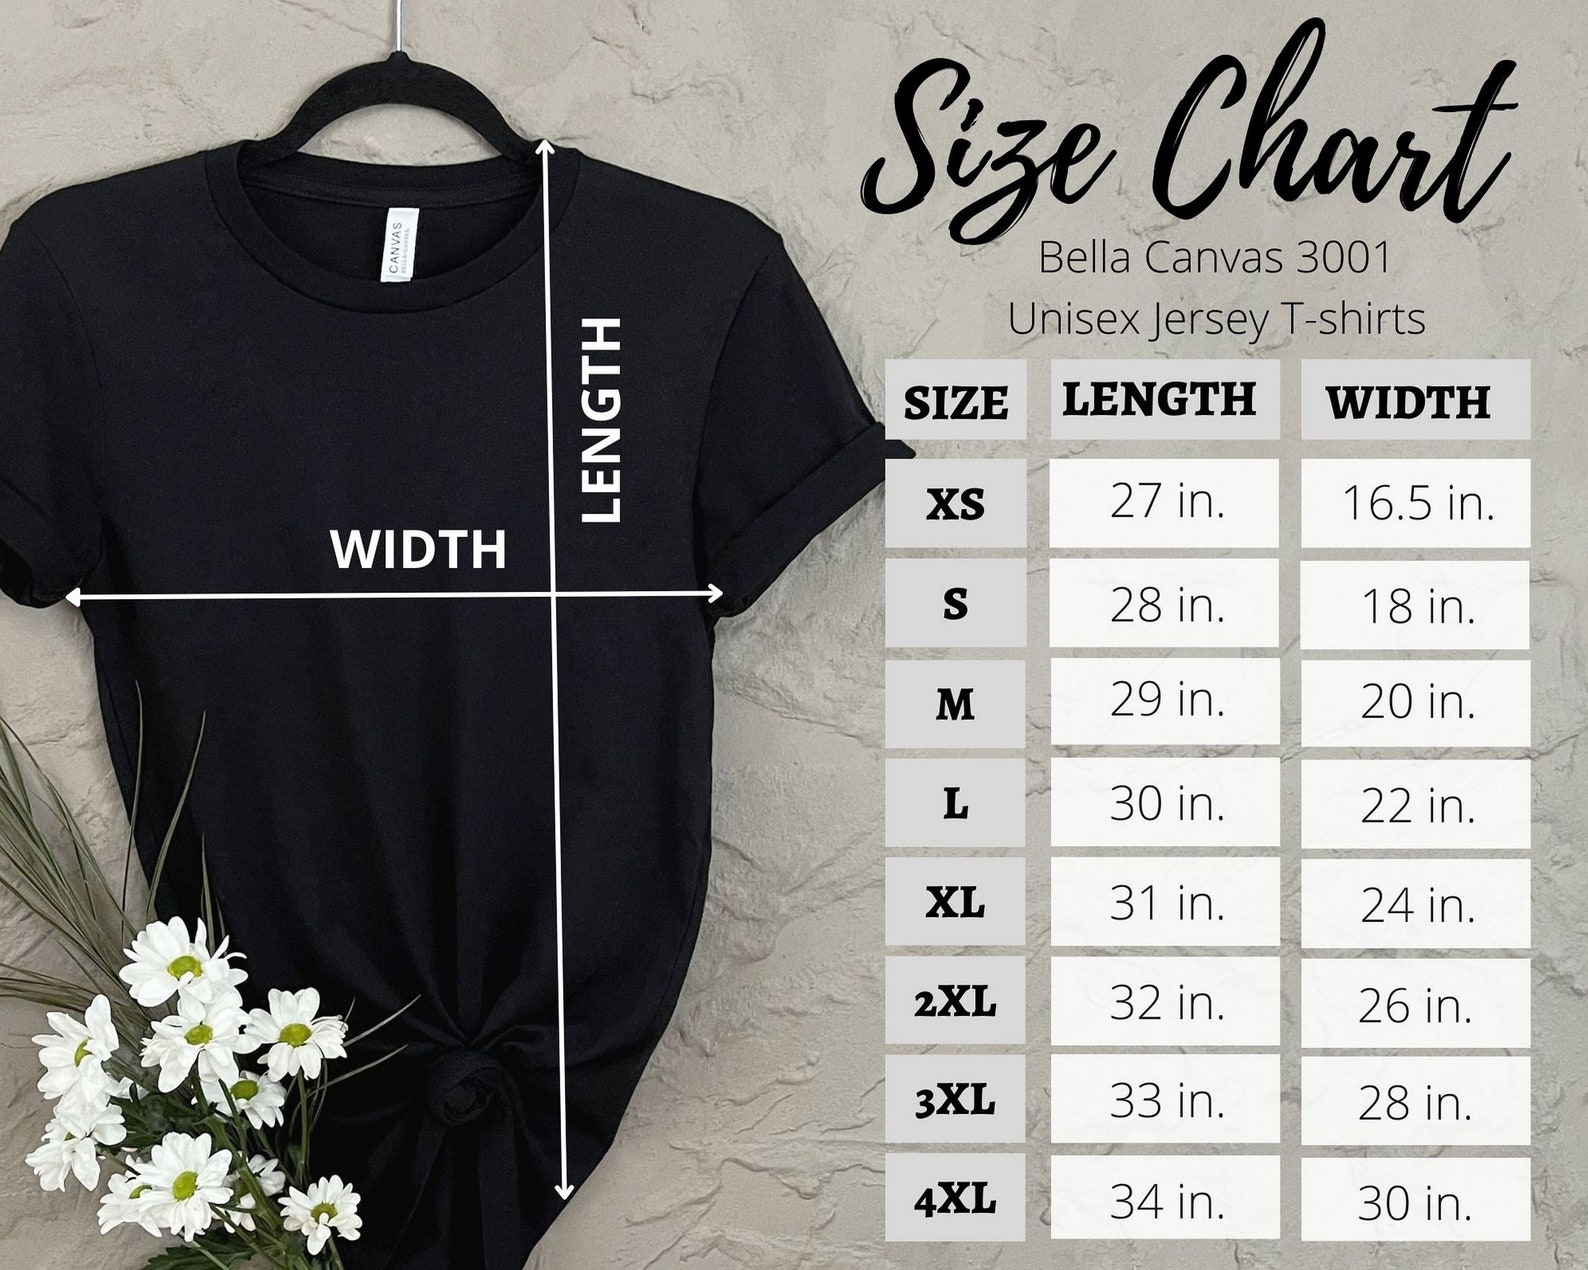 Size Chart
Bella Canvas 3001
Unisex Jersey T-shirts
CANVAS
BELLA+CANVAS.
LENGTH
WIDTH
SIZE LENGTH WIDTH
XS 27 in. 16.5 in.
S 28 in. 18 in.
M 29 in. 20 in.
L 30 in. 22 in.
XL 31 in. 24 in.
2XL 32 in. 26 in.
3XL 33 in. 28 in.
4XL 34 in. 30 in.